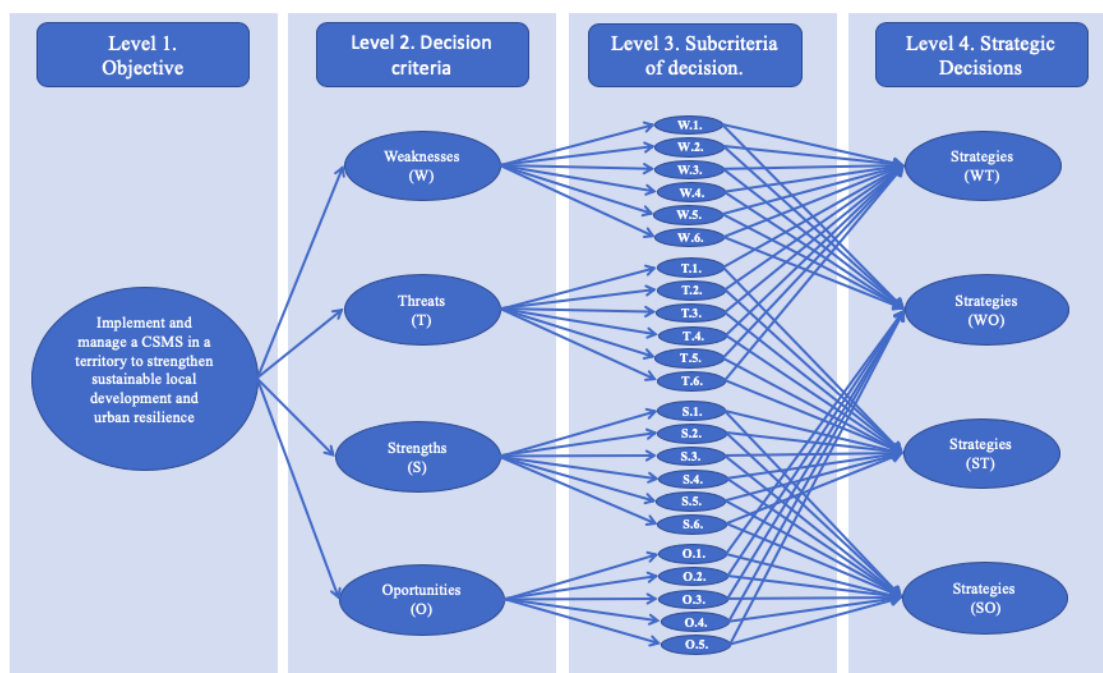 Level 1.
Objective
Level 2. Decision
criteria
Level 3. Subcriteria
of decision.
Level 4. Strategic
Decisions
Implement and
manage a CSMS in a
territory to strengthen
sustainable local
development and
urban resilience
Weaknesses
(W)
Threats
(T)
Strengths
(S)
Oportunities
(O)
W.1.
W.2.
W.3.
W.4.
W.5.
W.6.
T.1.
T.2.
T.3.
T.4.
T.5.
T.6.
S.1.
S.2.
S.3.
S.4.
S.5.
S.6.
O.1.
O.2.
O.3.
O.4.
O.5.
Strategies
(WT)
Strategies
(WO)
Strategies
(ST)
Strategies
(SO)